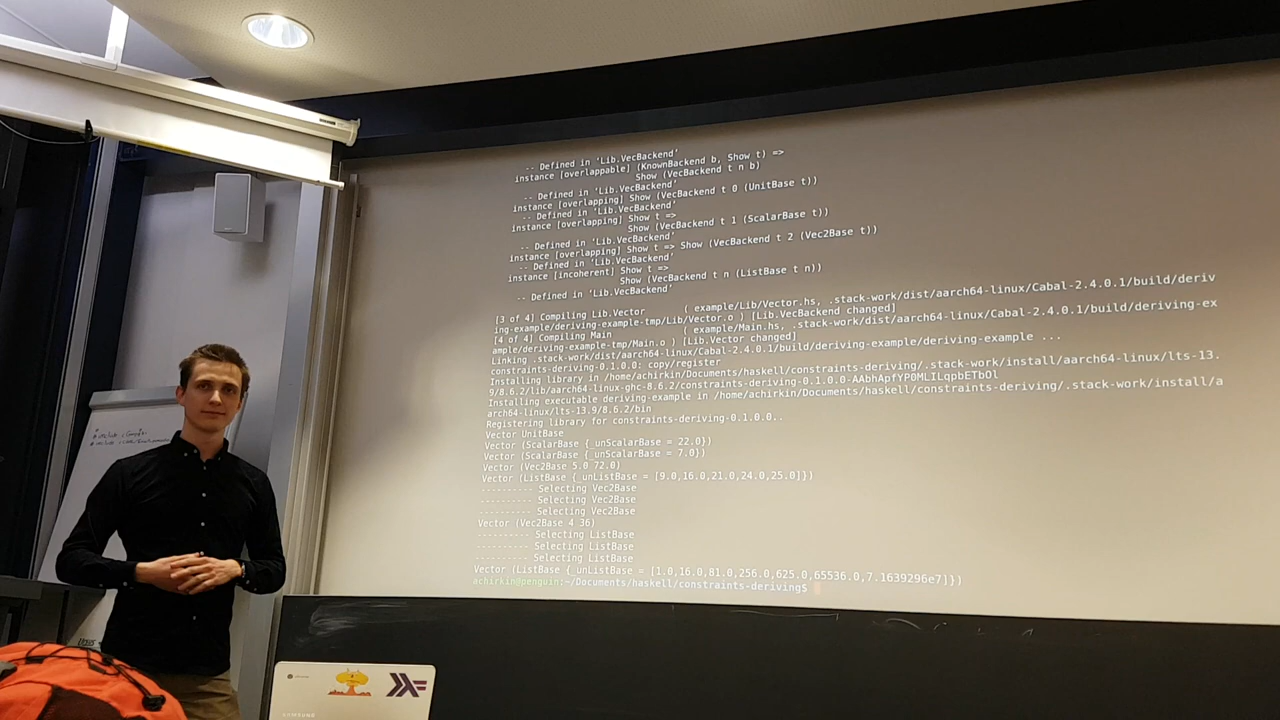 -- Defined in ‘Lib.VecBackend’
instance [overlappable] (KnownBackend b, Show t) =>
Show (VecBackend t n b)
-- Defined in ‘Lib.VecBackend’
instance [overlapping] Show (VecBackend t 0 (UnitBase t))
-- Defined in ‘Lib.VecBackend’
instance [overlapping] Show t =>
Show (VecBackend t 1 (ScalarBase t))
-- Defined in ‘Lib.VecBackend’
instance [overlapping] Show t => Show (VecBackend t 2 (Vec2Base t))
-- Defined in ‘Lib.VecBackend’
instance [incoherent] Show t =>
Show (VecBackend t n (ListBase t n))
-- Defined in ‘Lib.VecBackend’
[3 of 4] Compiling Lib.Vector ( example/Lib/Vector.hs, .stack-work/dist/aarch64-linux/Cabal-2.4.0.1/build/deriv
ing-example/deriving-example-tmp/Lib/Vector.o ) [Lib.VecBackend changed]
[4 of 4] Compiling Main ( example/Main.hs, .stack-work/dist/aarch64-linux/Cabal-2.4.0.1/build/deriving-ex
ample/deriving-example-tmp/Main.o ) [Lib.Vector changed]
Linking .stack-work/dist/aarch64-linux/Cabal-2.4.0.1/build/deriving-example/deriving-example ...
constraints-deriving-0.1.0.0: copy/register
Installing library in /home/achirkin/Documents/haskell/constraints-deriving/.stack-work/install/aarch64-linux/lts-13.
9/8.6.2/lib/aarch64-linux-ghc-8.6.2/constraints-deriving-0.1.0.0-AAbhApfYP0MLILqpbETbOl
Installing executable deriving-example in /home/achirkin/Documents/haskell/constraints-deriving/.stack-work/install/a
arch64-linux/lts-13.9/8.6.2/bin
Registering library for constraints-deriving-0.1.0.0..
Vector UnitBase
Vector (ScalarBase {_unScalarBase = 22.0})
Vector (ScalarBase {_unScalarBase = 7.0})
Vector (Vec2Base 5.0 72.0)
Vector (ListBase {_unListBase = [9.0,16.0,21.0,24.0,25.0]})
---------- Selecting Vec2Base
---------- Selecting Vec2Base
---------- Selecting Vec2Base
Vector (Vec2Base 4 36)
---------- Selecting ListBase
---------- Selecting ListBase
---------- Selecting ListBase
Vector (ListBase {_unListBase = [1.0,16.0,81.0,256.0,625.0,65536.0,7.1639296e7]})
achirkin@penguin:~/Documents/haskell/constraints-deriving$
# include
# include
SAMSUNG